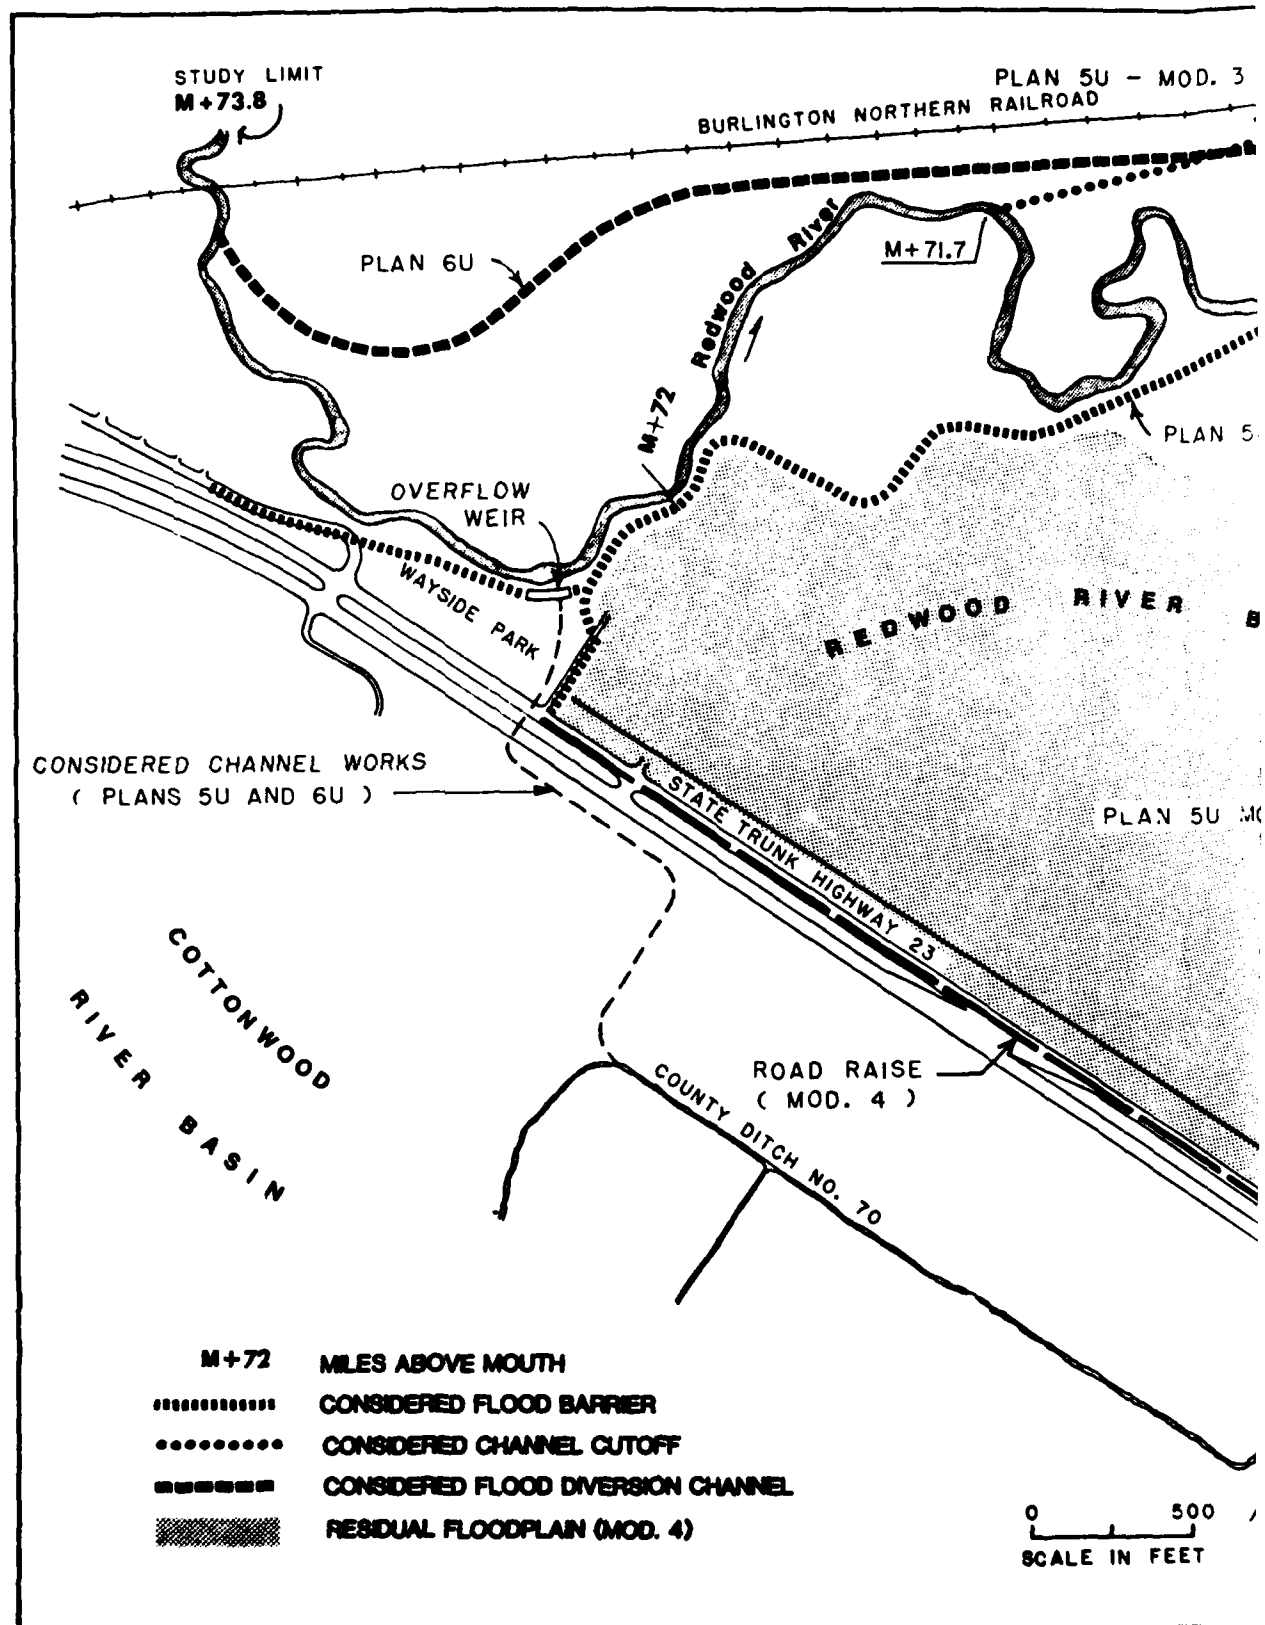 STUDY LIMIT
M+73.8
PLAN 5U - MOD. 3
BURLINGTON NORTHERN RAILROAD
PLAN 6U
Redwood River
M+71.7
M+72
PLAN 5
OVERFLOW
WEIR
WAYSIDE PARK
REDWOOD RIVER B
CONSIDERED CHANNEL WORKS
( PLANS 5U AND 6U )
STATE TRUNK HIGHWAY 23
PLAN 5U MO
COTTONWOOD
RIVER BASIN
ROAD RAISE
( MOD. 4 )
COUNTY DITCH NO. 70
M+72 MILES ABOVE MOUTH
CONSIDERED FLOOD BARRIER
CONSIDERED CHANNEL CUTOFF
CONSIDERED FLOOD DIVERSION CHANNEL
RESIDUAL FLOODPLAIN (MOD. 4)
0 500
SCALE IN FEET